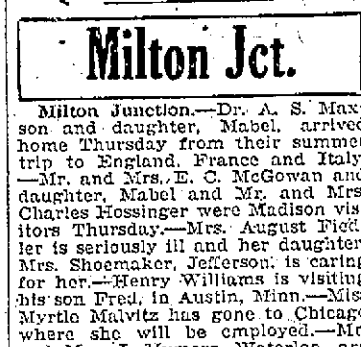 Milton Jct.
Milton Junction.—Dr. A. S. Max-
son and daughter, Mabel, arrived
home Thursday from their summer
trip to England, France and Italy
—Mr. and Mrs. E. C. McGowan and
daughter, Mabel and Mr. and Mrs
Charles Hossinger were Madison vis
itors Thursday.—Mrs. August Fied
ler is seriously ill and her daughter
Mrs. Shoemaker, Jefferson, is caring
for her.—Henry Williams is visiting
his son Fred, in Austin, Minn.—Mis
Myrtle Malvitz has gone to Chicago
where she will be employed.—Mr